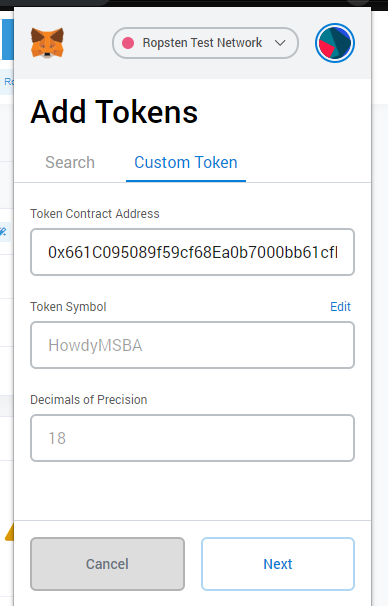 Ropsten Test Network
Add Tokens
Search
Custom Token
Token Contract Address
0x661C095089f59cf68Ea0b7000bb61cf
Token Symbol
Edit
HowdyMSBA
Decimals of Precision
18
Cancel
Next